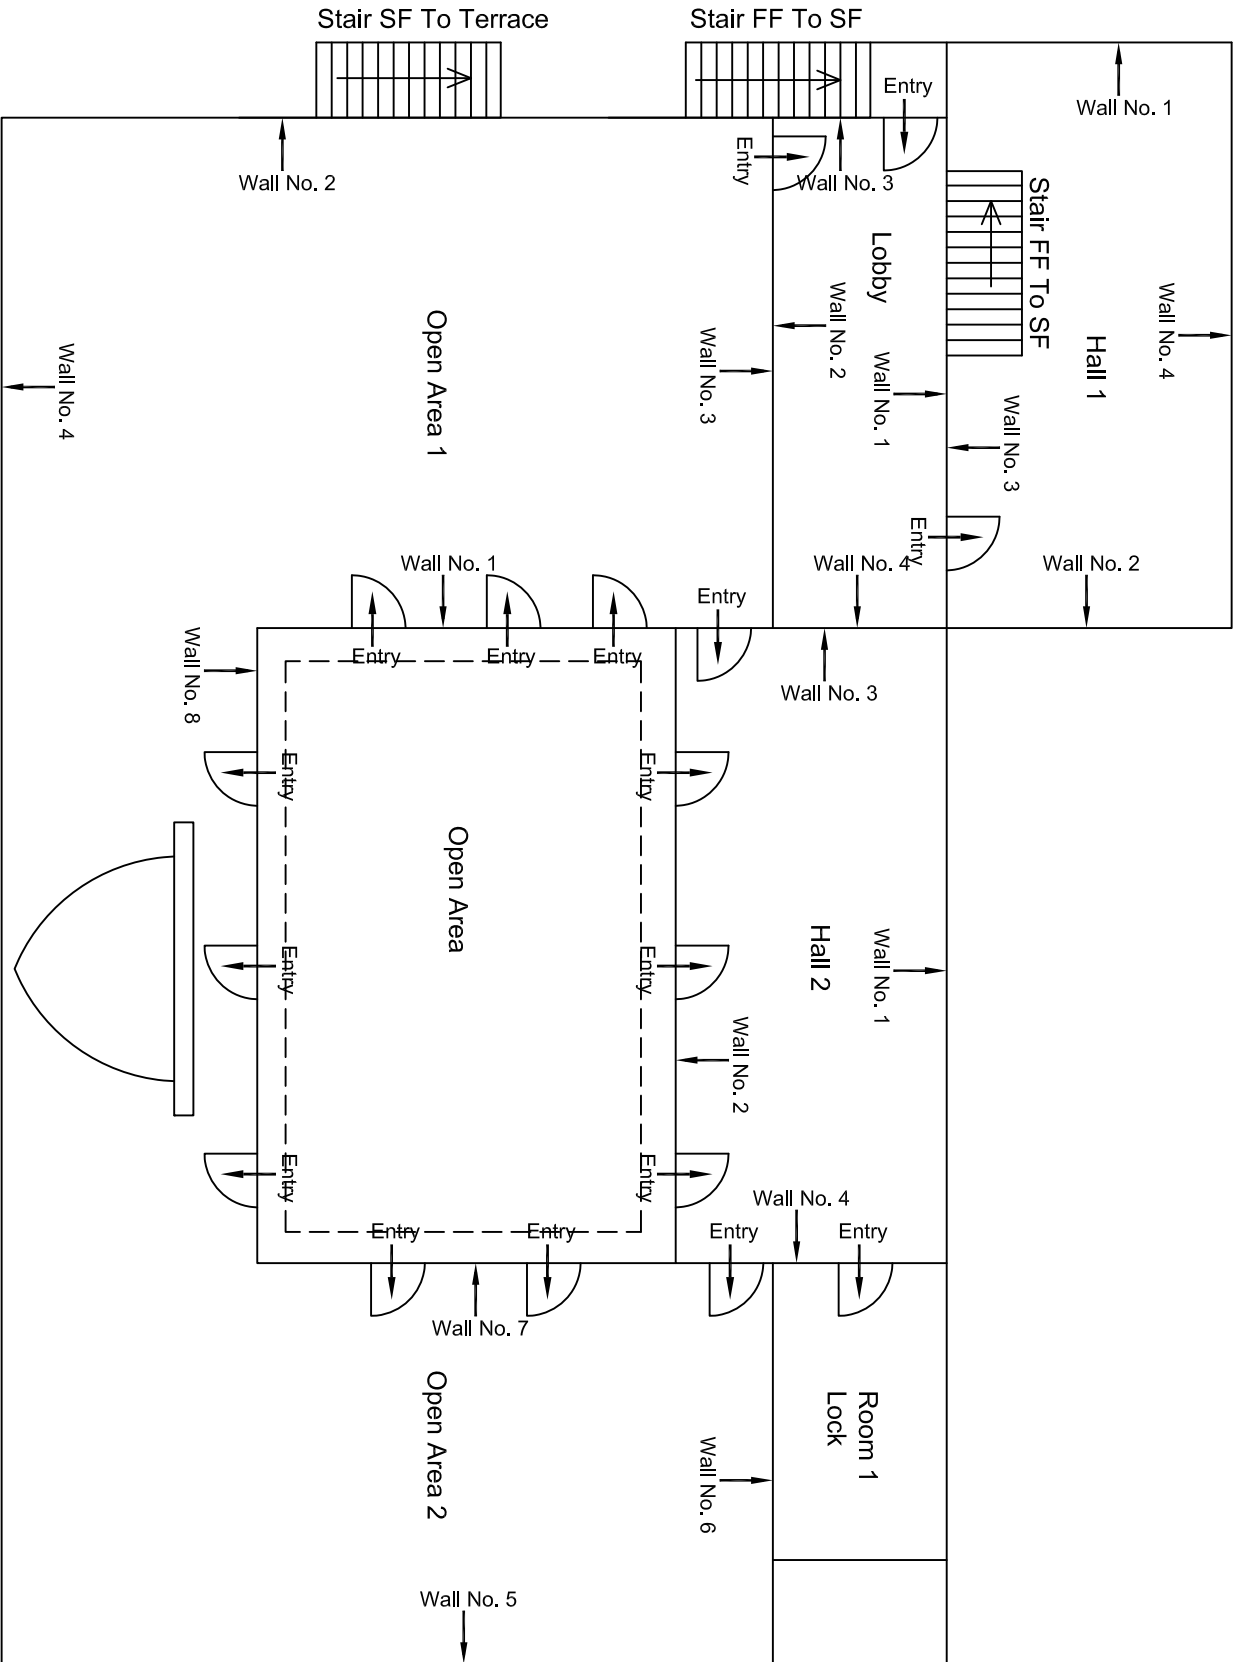 Stair SF To Terrace
Stair FF To SF
Entry
Wall No. 1
Entry
Wall No. 2
Wall No. 3
Stair FF To SF
Lobby
Wall No. 2
Wall No. 4
Open Area 1
Wall No. 3
Wall No. 1
Hall 1
Wall No. 4
Wall No. 3
Entry
Wall No. 1
Wall No. 4
Wall No. 2
Entry
Entry
Entry
Entry
Wall No. 8
Wall No. 3
Entry
Entry
Open Area
Hall 2
Wall No. 1
Entry
Entry
Wall No. 2
Entry
Entry
Wall No. 4
Entry
Entry
Entry
Entry
Wall No. 7
Open Area 2
Room 1
Lock
Wall No. 6
Wall No. 5